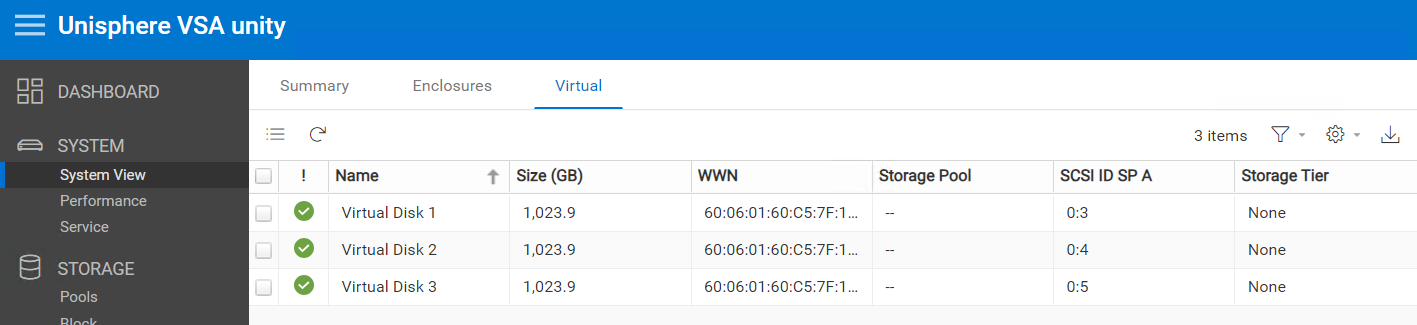 Unisphere VSA unity
DASHBOARD
SYSTEM
System View
Performance
Service
STORAGE
Pools
Block
Summary Enclosures Virtual
3 items
! Name Size (GB) WWN Storage Pool SCSI ID SP A Storage Tier
Virtual Disk 1 1,023.9 60:06:01:60:C5:7F:1... -- 0:3 None
Virtual Disk 2 1,023.9 60:06:01:60:C5:7F:1... -- 0:4 None
Virtual Disk 3 1,023.9 60:06:01:60:C5:7F:1... -- 0:5 None